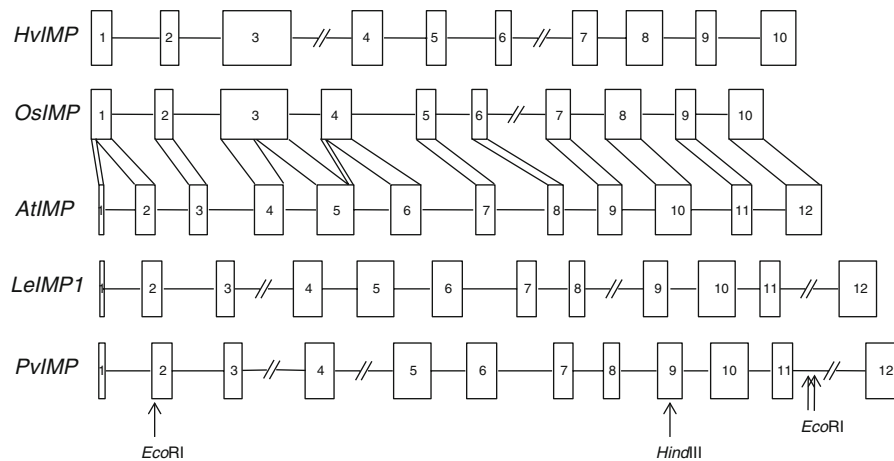 HvIMP 1 2 3 4 5 6 7 8 9 10
OsIMP 1 2 3 4 5 6 7 8 9 10
AtIMP 1 2 3 4 5 6 7 8 9 10 11 12
LeIMP1 1 2 3 4 5 6 7 8 9 10 11 12
PvIMP 1 2 3 4 5 6 7 8 9 10 11 12
EcoRI HindIII EcoRI